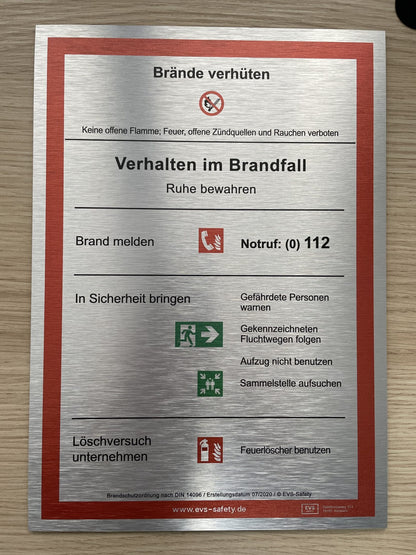 Brände verhüten
Keine offene Flamme; Feuer, offene Zündquellen und Rauchen verboten
Verhalten im Brandfall
Ruhe bewahren
Brand melden
Notruf: (0) 112
In Sicherheit bringen
Gefährdete Personen
warnen
Gekennzeichneten
Fluchtwegen folgen
Aufzug nicht benutzen
Sammelstelle aufsuchen
Löschversuch
unternehmen
Feuerlöscher benutzen
Brandschutzordnung nach DIN 14096 / Erstellungsdatum 07/2020 / © EVS-Safety
www.evs-safety.de
EVS